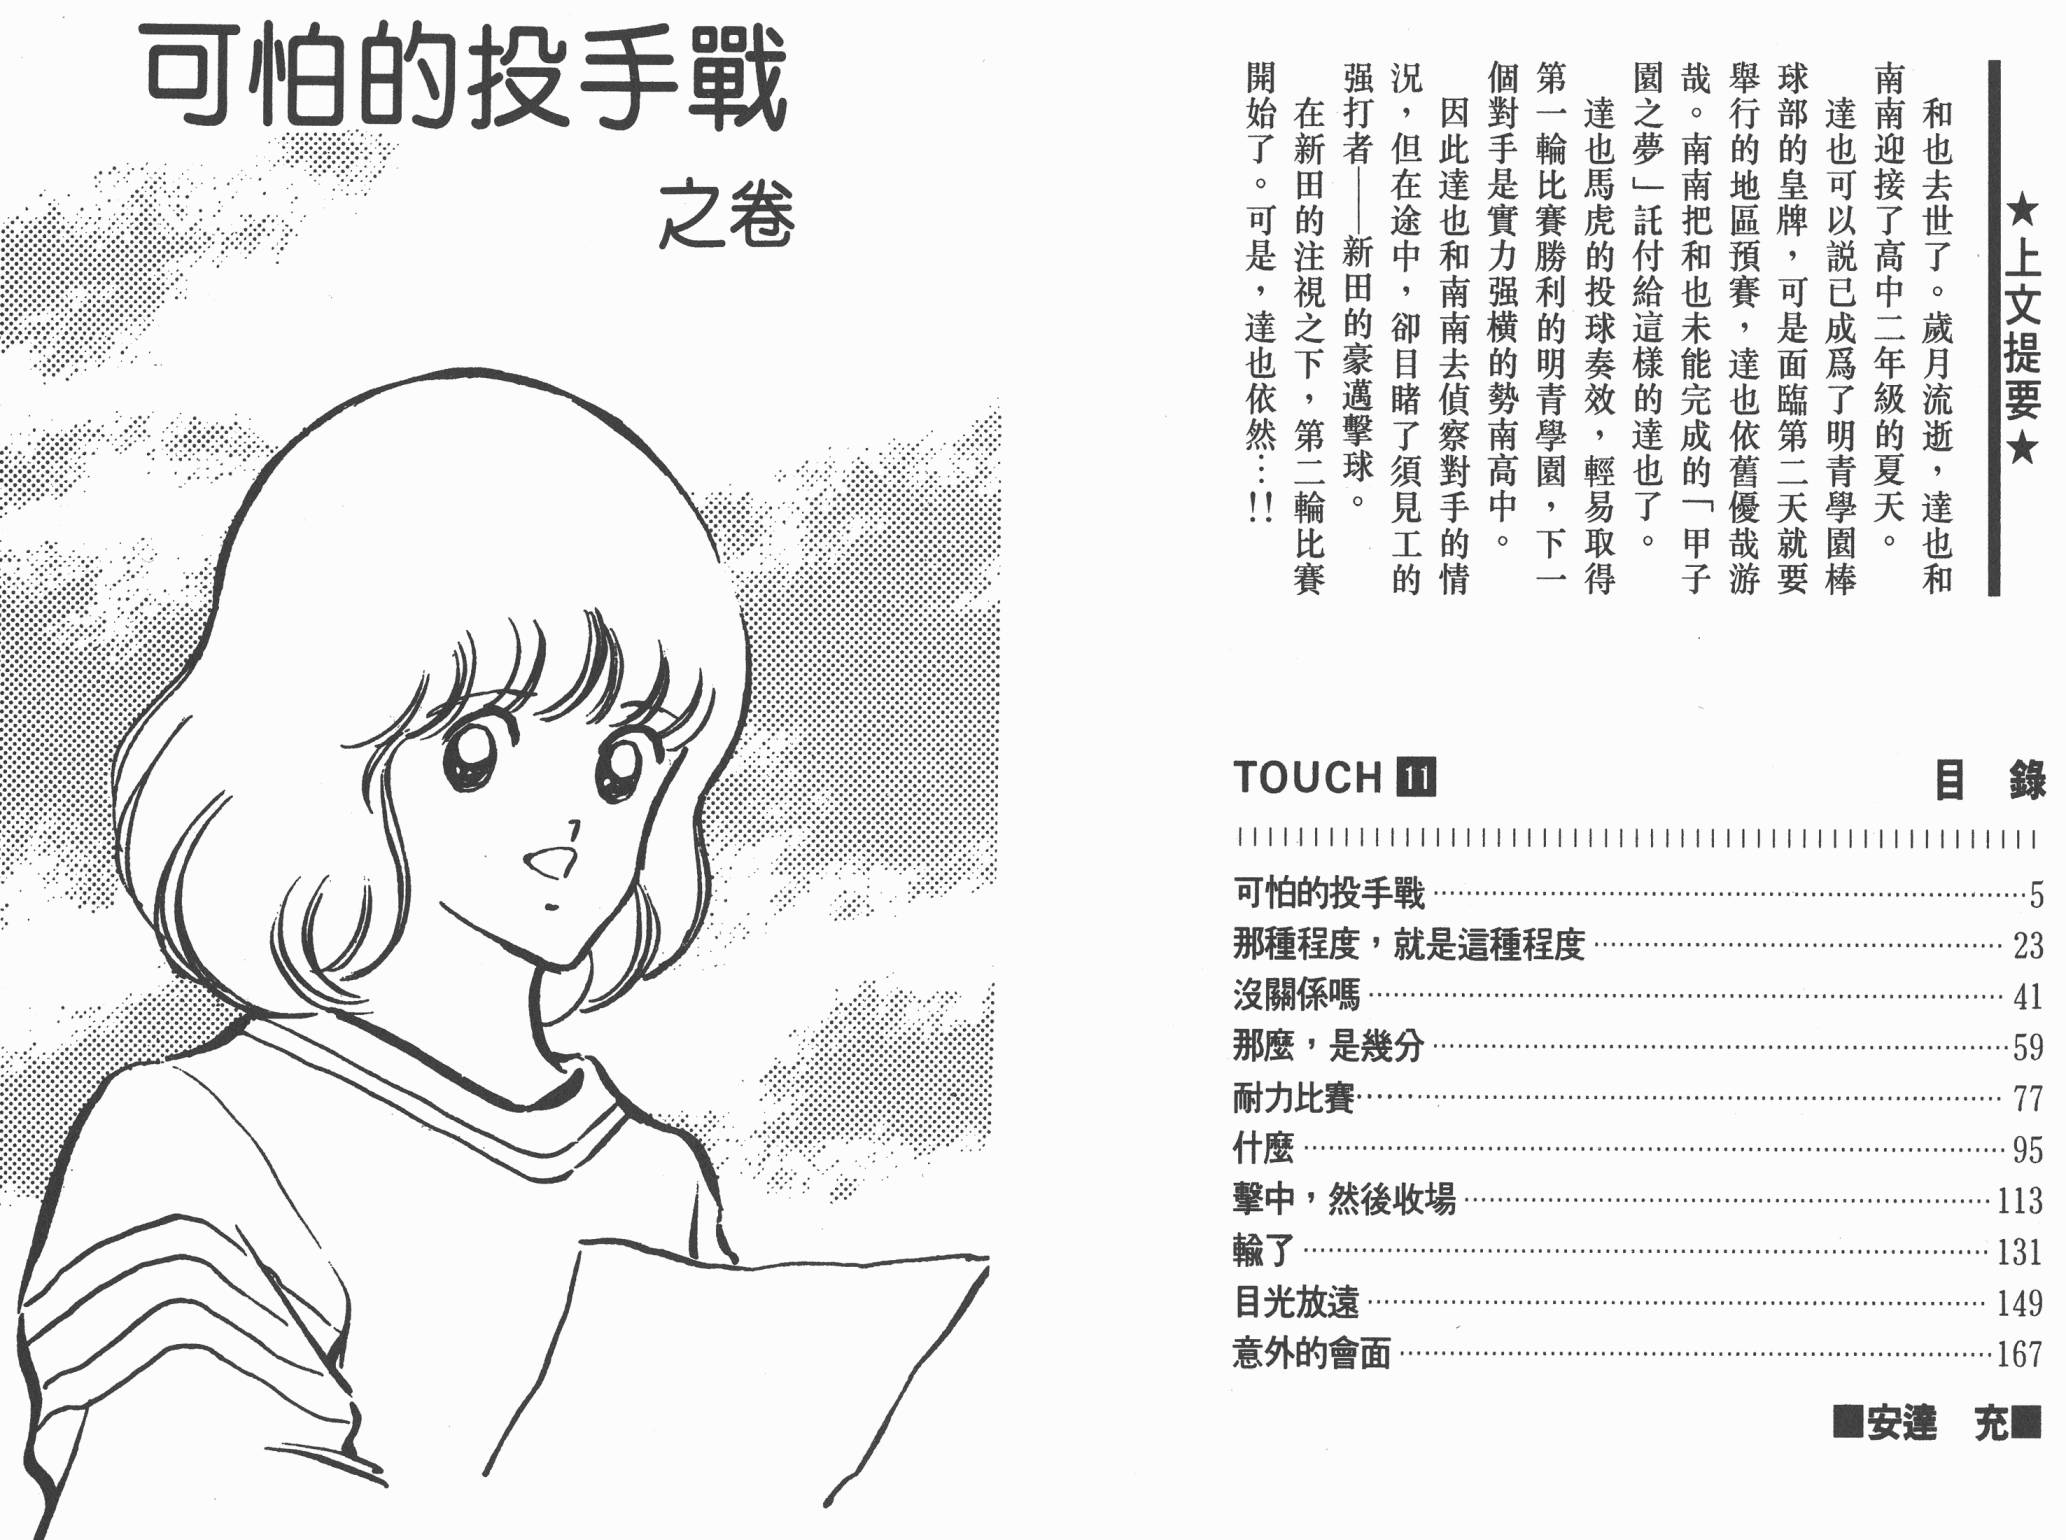 ★上文提要★
和也去世了。歲月流逝，達也和
南南迎接了高中二年級的夏天。
達也可以説已成爲了明青學園棒
球部的皇牌，可是面臨第二天就要
舉行的地區預賽，達也依舊優哉游
哉。南南把和也未能完成的「甲子
園之夢」託付給這樣的達也了。
達也馬虎的投球奏效，輕易取得
第一輪比賽勝利的明青學園，下一
個對手是實力强横的勢南高中。
因此達也和南南去偵察對手的情
況，但在途中，卻目睹了須見工的
强打者——新田的豪邁擊球。
在新田的注視之下，第二輪比賽
開始了。可是，達也依然…!!
TOUCH 11
目 錄
可怕的投手戰……5
那種程度，就是這種程度……23
沒關係嗎……41
那麼，是幾分……59
耐力比賽……77
什麼……95
擊中，然後收場……113
輸了……131
目光放遠……149
意外的會面……167
■安達 充■
可怕的投手戰
之卷